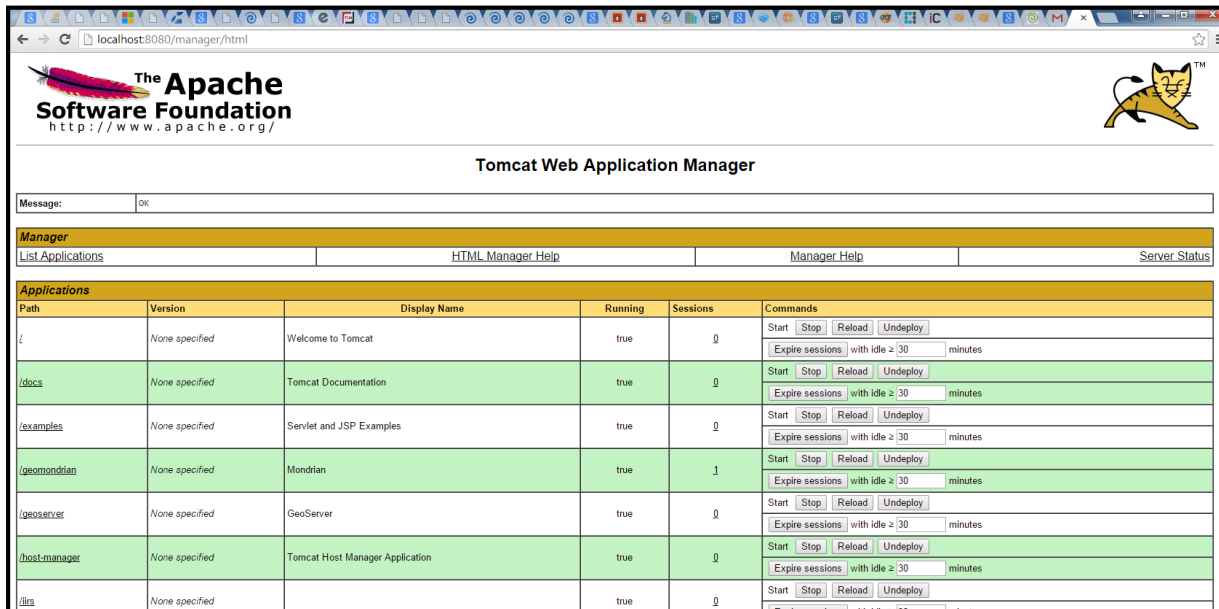 localhost:8080/manager/html
The Apache
Software Foundation
http://www.apache.org/
TM
Tomcat Web Application Manager
Message: OK
Manager
List Applications HTML Manager Help Manager Help Server Status
Applications
Path Version Display Name Running Sessions Commands
/ None specified Welcome to Tomcat true 0 Start Stop Reload Undeploy
Expire sessions with idle ≥ 30 minutes
/docs None specified Tomcat Documentation true 0 Start Stop Reload Undeploy
Expire sessions with idle ≥ 30 minutes
/examples None specified Servlet and JSP Examples true 0 Start Stop Reload Undeploy
Expire sessions with idle ≥ 30 minutes
/geomondrian None specified Mondrian true 1 Start Stop Reload Undeploy
Expire sessions with idle ≥ 30 minutes
/geoserver None specified GeoServer true 0 Start Stop Reload Undeploy
Expire sessions with idle ≥ 30 minutes
/host-manager None specified Tomcat Host Manager Application true 0 Start Stop Reload Undeploy
Expire sessions with idle ≥ 30 minutes
None specified true 0 Start Stop Reload Undeploy